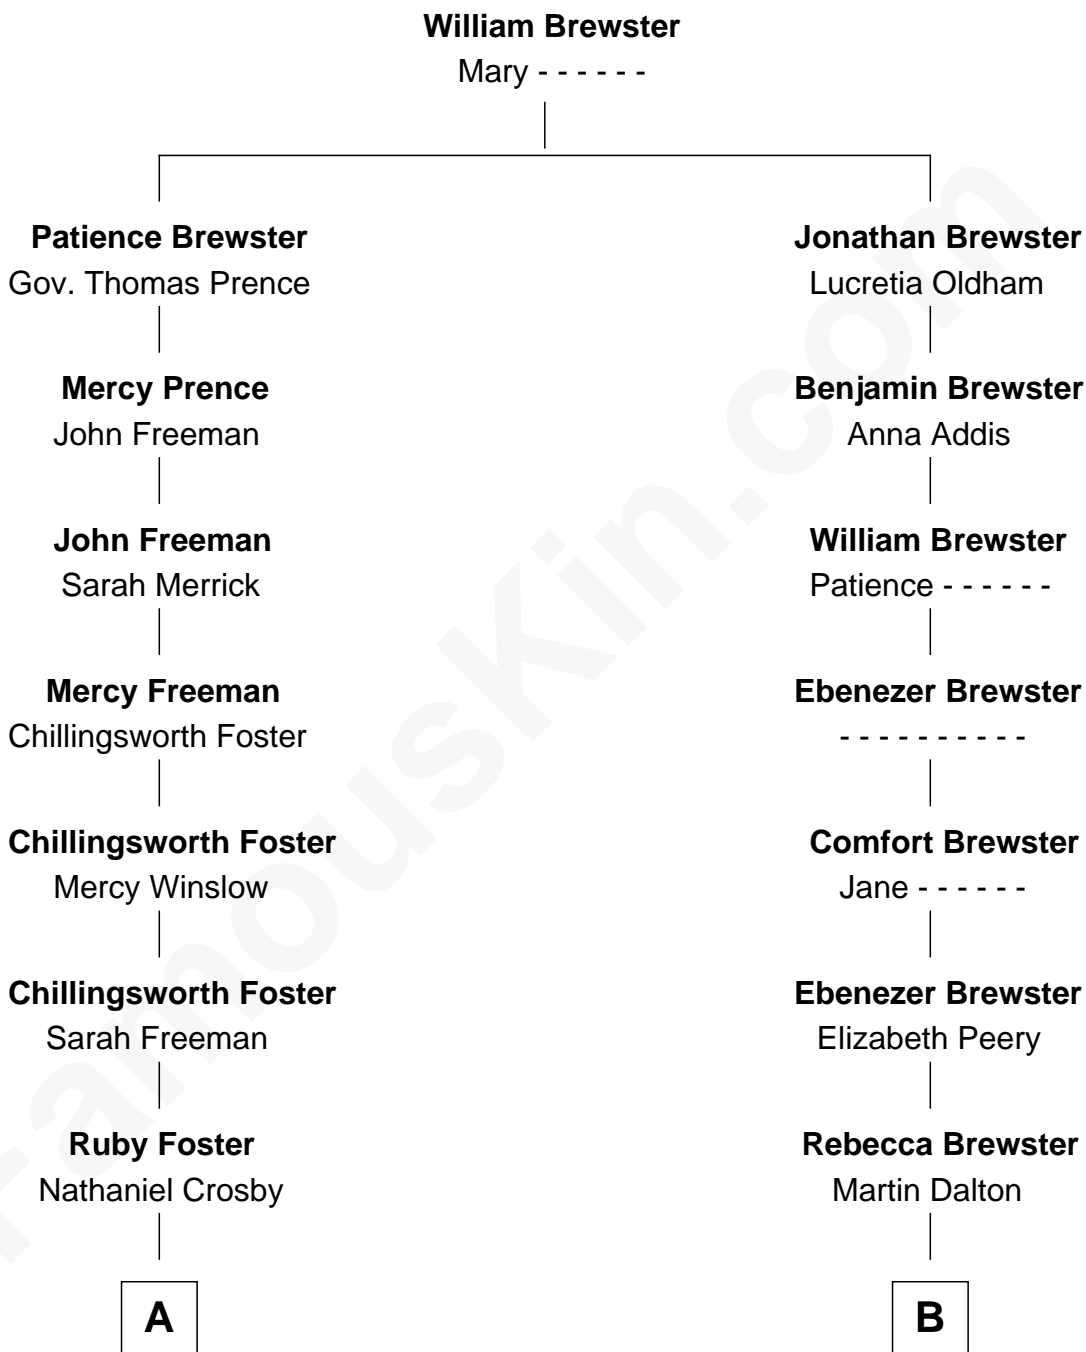 William Brewster
Mary - - - - - -
Patience Brewster
Gov. Thomas Prence
Jonathan Brewster
Lucretia Oldham
Mercy Prence
John Freeman
Benjamin Brewster
Anna Addis
John Freeman
Sarah Merrick
William Brewster
Patience - - - - - -
Mercy Freeman
Chillingsworth Foster
Ebenezer Brewster
- - - - - - - - - -
Chillingsworth Foster
Mercy Winslow
Comfort Brewster
Jane - - - - - -
Chillingsworth Foster
Sarah Freeman
Ebenezer Brewster
Elizabeth Peery
Ruby Foster
Nathaniel Crosby
Rebecca Brewster
Martin Dalton
A
B
FamousKin.com